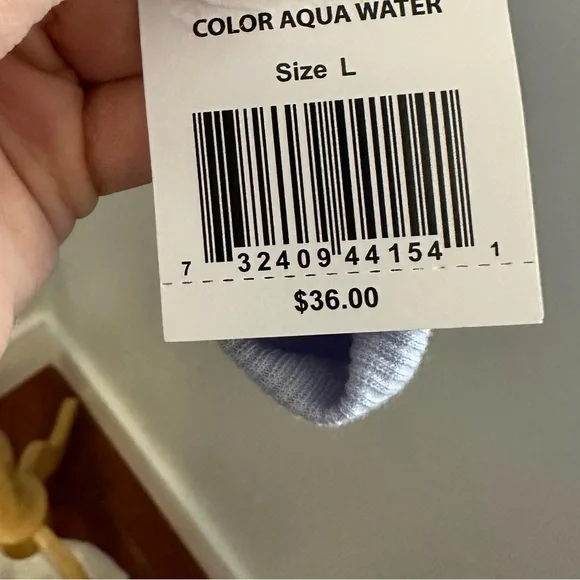 COLOR AQUA WATER
Size L
7 32409 44154 1
$36.00